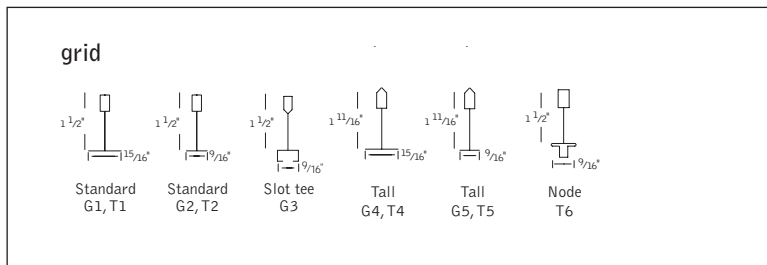 grid
1 1/2" 15/16"
1 1/2" 9/16"
1 1/2" 9/16"
1 11/16" 15/16"
1 11/16" 9/16"
1 1/2" 9/16"
Standard Standard Slot tee Tall Tall Node
G1, T1 G2, T2 G3 G4, T4 G5, T5 T6